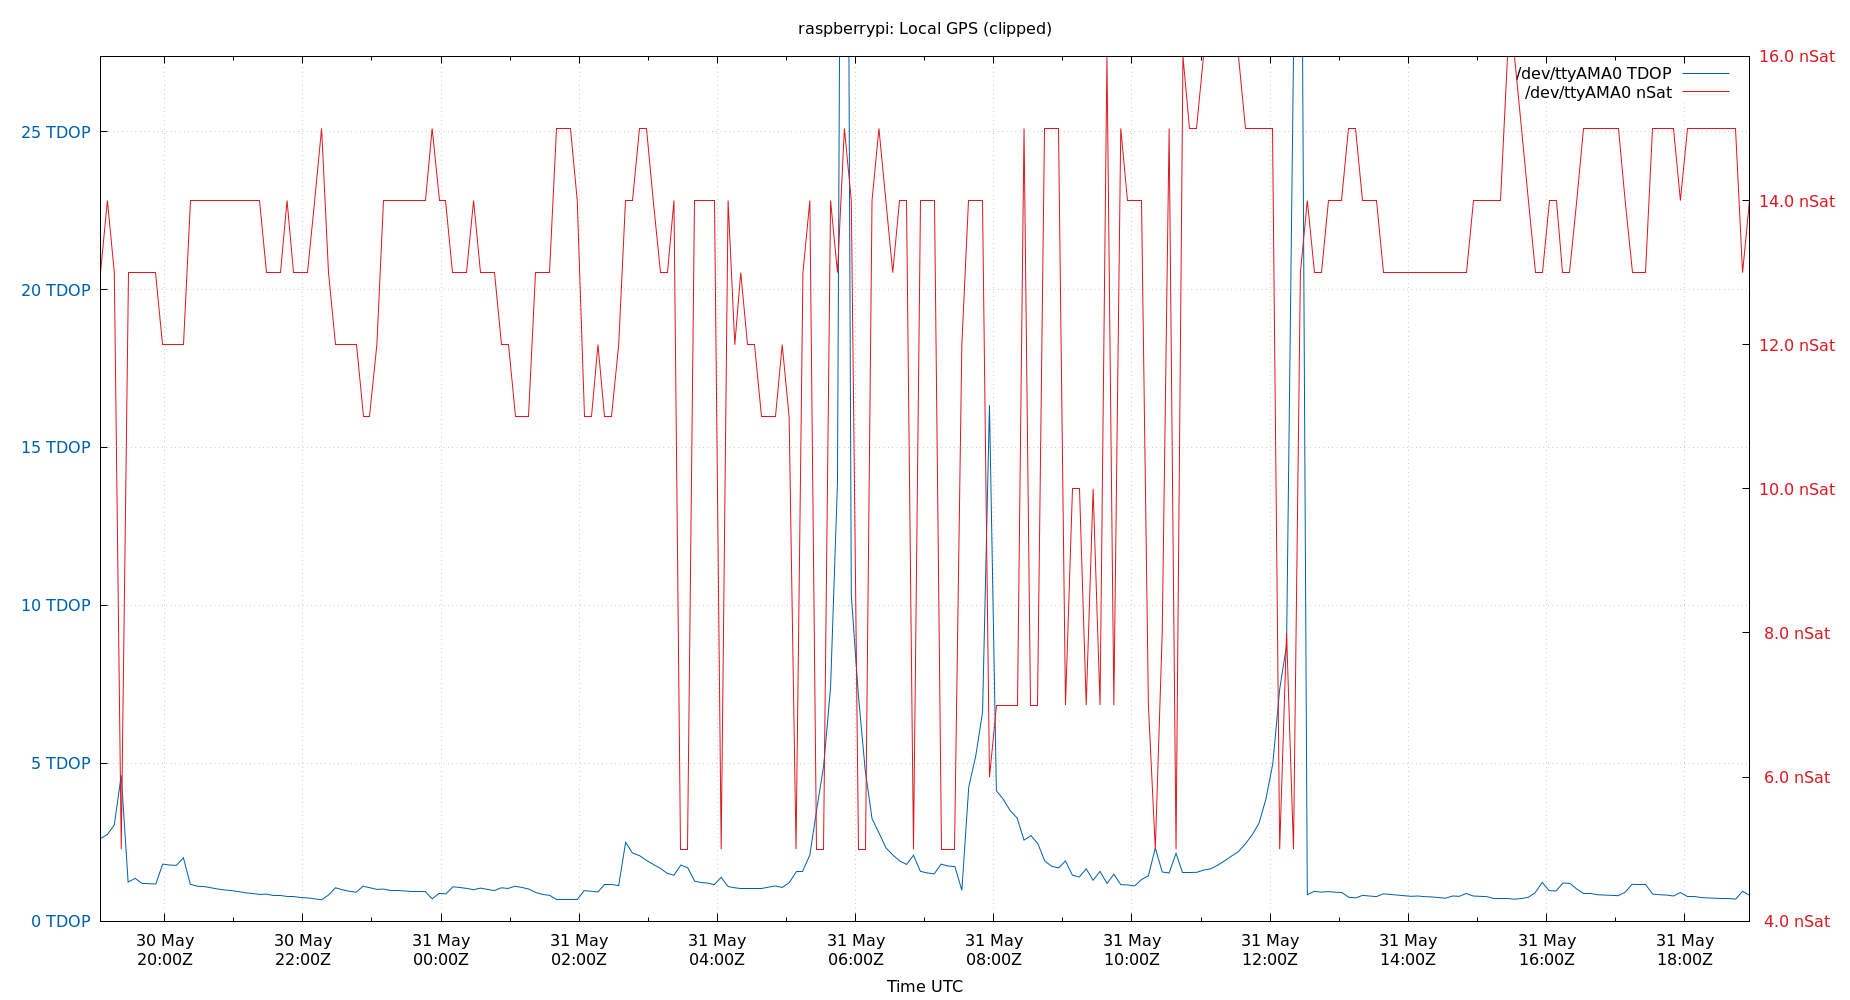 raspberrypi: Local GPS (clipped)
16.0 nSat
/dev/ttyAMA0 TDOP
/dev/ttyAMA0 nSat
25 TDOP
14.0 nSat
20 TDOP
12.0 nSat
15 TDOP
10.0 nSat
10 TDOP
8.0 nSat
5 TDOP
6.0 nSat
0 TDOP
4.0 nSat
30 May
20:00Z
30 May
22:00Z
31 May
00:00Z
31 May
02:00Z
31 May
04:00Z
31 May
06:00Z
31 May
08:00Z
31 May
10:00Z
31 May
12:00Z
31 May
14:00Z
31 May
16:00Z
31 May
18:00Z
Time UTC